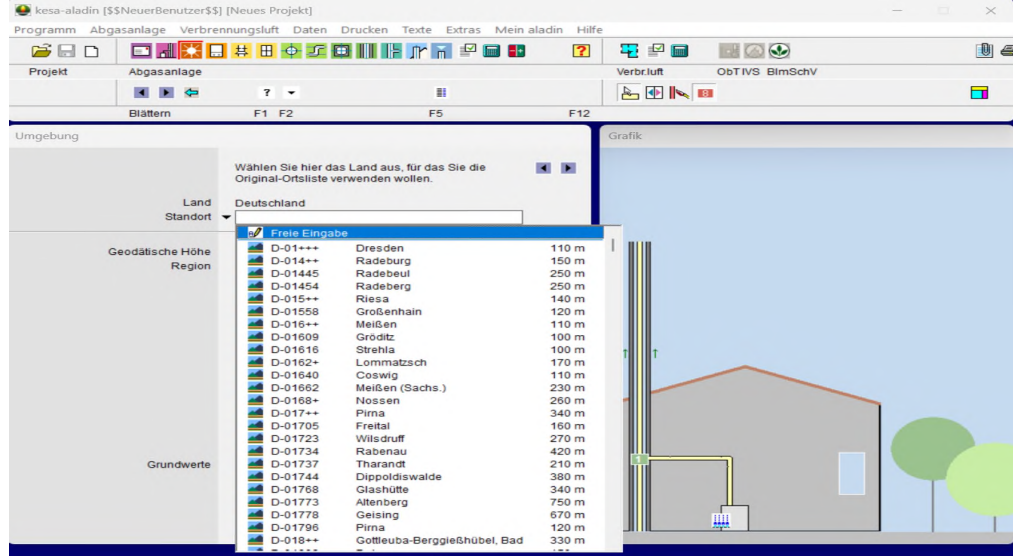 kesa-aladin [$$NeuerBenutzer$$] [Neues Projekt]
Programm Abgasanlage Verbrennungsluft Daten Drucken Texte Extras Mein aladin Hilfe
Projekt Abgasanlage Verbr.luft ObTIVS BImSchV
Blättern F1 F2 F5 F12
Umgebung
Grafik
Wählen Sie hier das Land aus, für das Sie die
Original-Ortsliste verwenden wollen.
Land Deutschland
Standort
Freie Eingabe
Geodätische Höhe
Region
Grundwerte
D-01+++ Dresden 110 m
D-014++ Radeburg 150 m
D-01445 Radebeul 250 m
D-01454 Radeberg 250 m
D-015++ Riesa 140 m
D-01558 Großenhain 120 m
D-016++ Meißen 110 m
D-01609 Gröditz 100 m
D-01616 Strehla 100 m
D-0162+ Lommatzsch 170 m
D-01640 Coswig 110 m
D-01662 Meißen (Sachs.) 230 m
D-0168+ Nossen 260 m
D-017++ Pirna 340 m
D-01705 Freital 160 m
D-01723 Wilsdruff 270 m
D-01734 Rabenau 420 m
D-01737 Tharandt 210 m
D-01744 Dippoldiswalde 380 m
D-01768 Glashütte 340 m
D-01773 Altenberg 750 m
D-01778 Geising 670 m
D-01796 Pirna 120 m
D-018++ Gottleuba-Berggießhübel, Bad 330 m
1